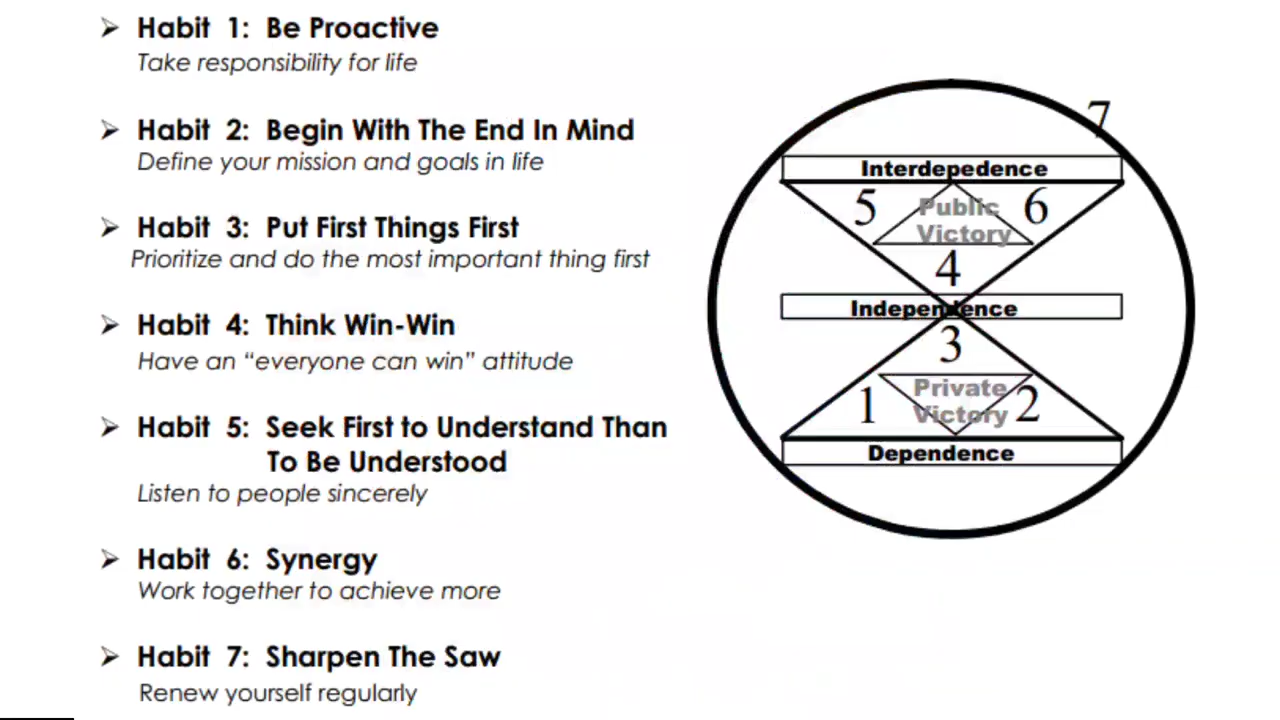 ➢ Habit 1: Be Proactive
Take responsibility for life
➢ Habit 2: Begin With The End In Mind
Define your mission and goals in life
➢ Habit 3: Put First Things First
Prioritize and do the most important thing first
➢ Habit 4: Think Win-Win
Have an “everyone can win” attitude
➢ Habit 5: Seek First to Understand Than
To Be Understood
Listen to people sincerely
➢ Habit 6: Synergy
Work together to achieve more
➢ Habit 7: Sharpen The Saw
Renew yourself regularly
7
Interdepedence
5 Public 6
Victory
4
Independence
3
Private
1 Victory 2
Dependence